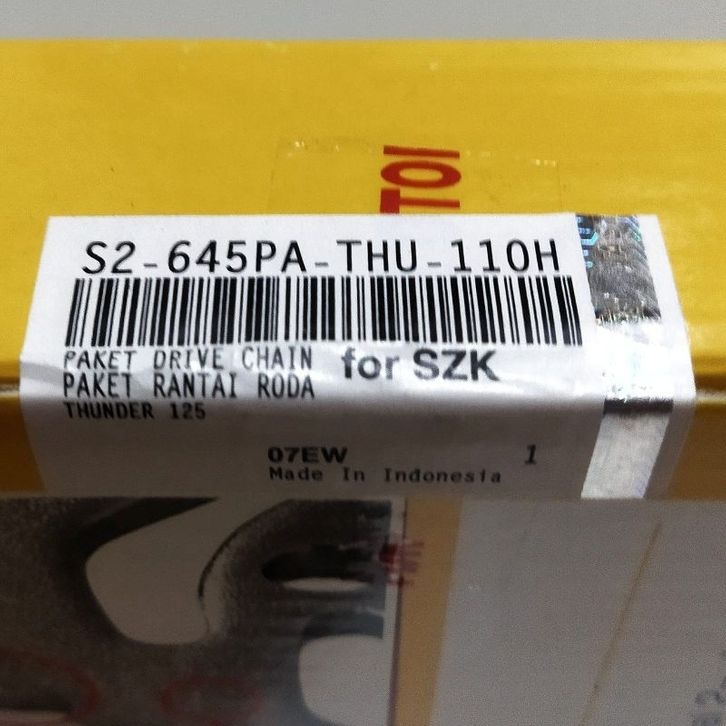 TOI
S2-645PA-THU-110H
PAKET DRIVE CHAIN for SZK
PAKET RANTAI RODA
THUNDER 125
07EW 1
Made In Indonesia